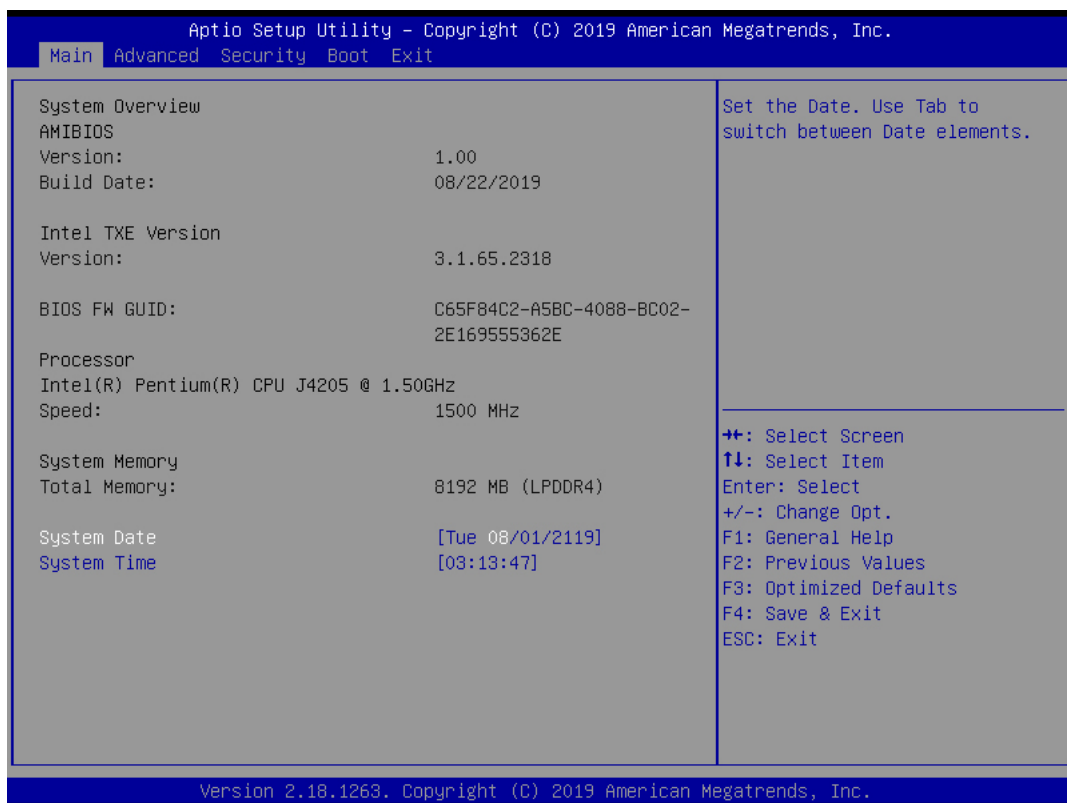 Aptio Setup Utility – Copyright (C) 2019 American Megatrends, Inc.
Main Advanced Security Boot Exit
System Overview
AMIBIOS
Version: 1.00
Build Date: 08/22/2019
Intel TXE Version
Version: 3.1.65.2318
BIOS FW GUID: C65F84C2-A5BC-4088-BC02-
2E169555362E
Processor
Intel(R) Pentium(R) CPU J4205 @ 1.50GHz
Speed: 1500 MHz
System Memory
Total Memory: 8192 MB (LPDDR4)
System Date [Tue 08/01/2119]
System Time [03:13:47]
Set the Date. Use Tab to
switch between Date elements.
→←: Select Screen
↑↓: Select Item
Enter: Select
+/-: Change Opt.
F1: General Help
F2: Previous Values
F3: Optimized Defaults
F4: Save & Exit
ESC: Exit
Version 2.18.1263. Copyright (C) 2019 American Megatrends, Inc.